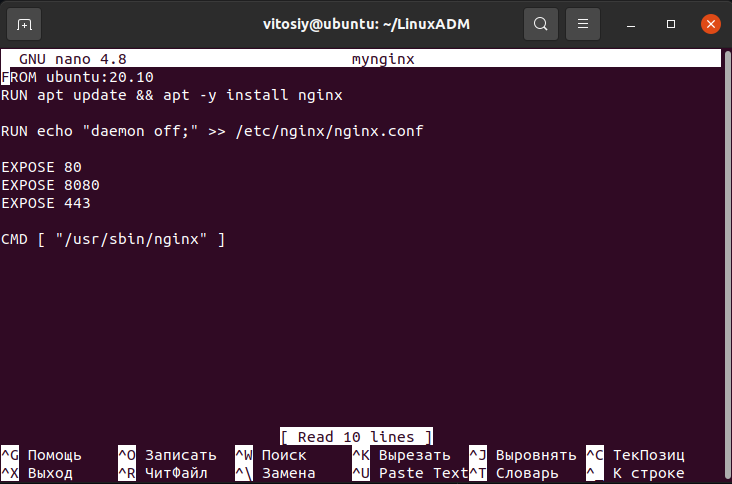 vitosiy@ubuntu: ~/LinuxADM
GNU nano 4.8 mynginx
FROM ubuntu:20.10
RUN apt update && apt -y install nginx
RUN echo "daemon off;" >> /etc/nginx/nginx.conf
EXPOSE 80
EXPOSE 8080
EXPOSE 443
CMD [ "/usr/sbin/nginx" ]
[ Read 10 lines ]
^G Помощь ^O Записать ^W Поиск ^K Вырезать ^J Выровнять ^C ТекПозиц
^X Выход ^R ЧитФайл ^\ Замена ^U Paste Text ^T Словарь ^_ К строке